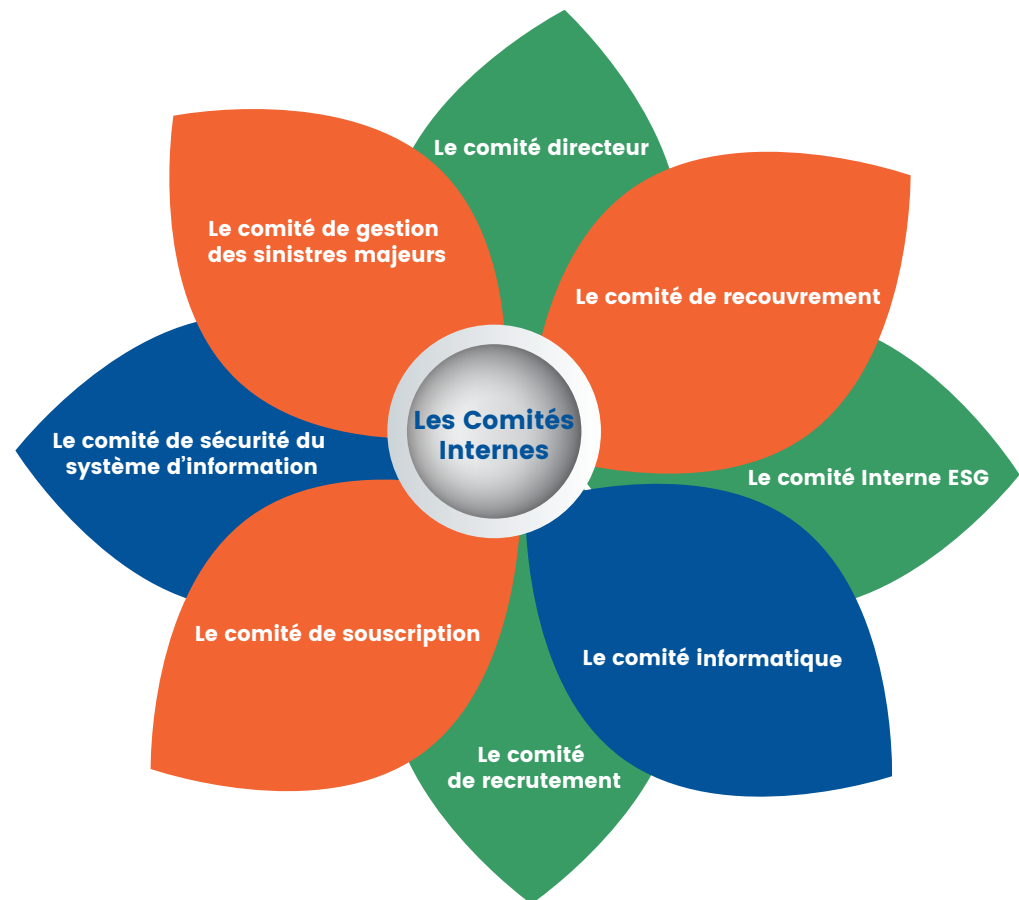 Le comité directeur
Le comité de gestion
des sinistres majeurs
Le comité de recouvrement
Les Comités
Internes
Le comité de sécurité du
système d'information
Le comité Interne ESG
Le comité de souscription
Le comité informatique
Le comité
de recrutement